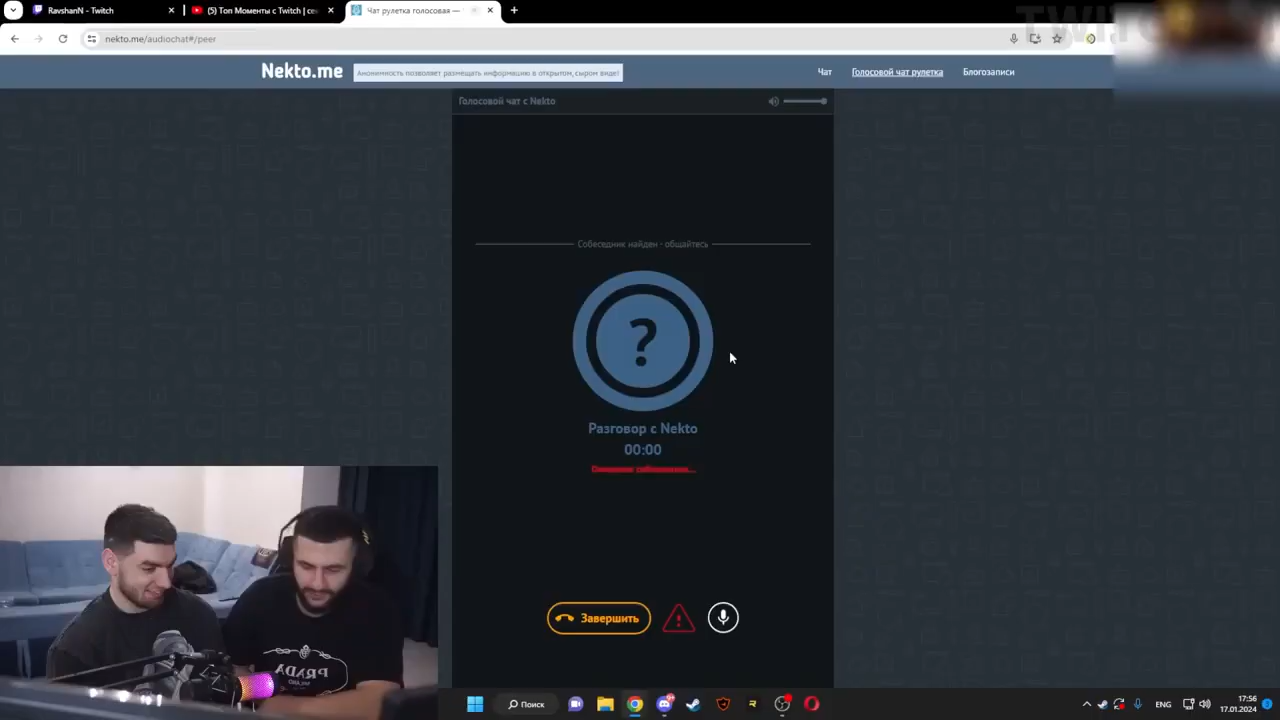 RavshanN - Twitch
(5) Топ Моменты с Twitch | се
Чат рулетка голосовая —
nekto.me/audiochat#/peer
Nekto.me
Анонимность позволяет размещать информацию в открытом, сыром виде!
Чат
Голосовой чат рулетка
Блогозаписи
Голосовой чат с Nekto
Собеседник найден - общайтесь
?
Разговор с Nekto
00:00
Завершить
PRADA
MILANO
Поиск
ENG
17:56
17.01.2024